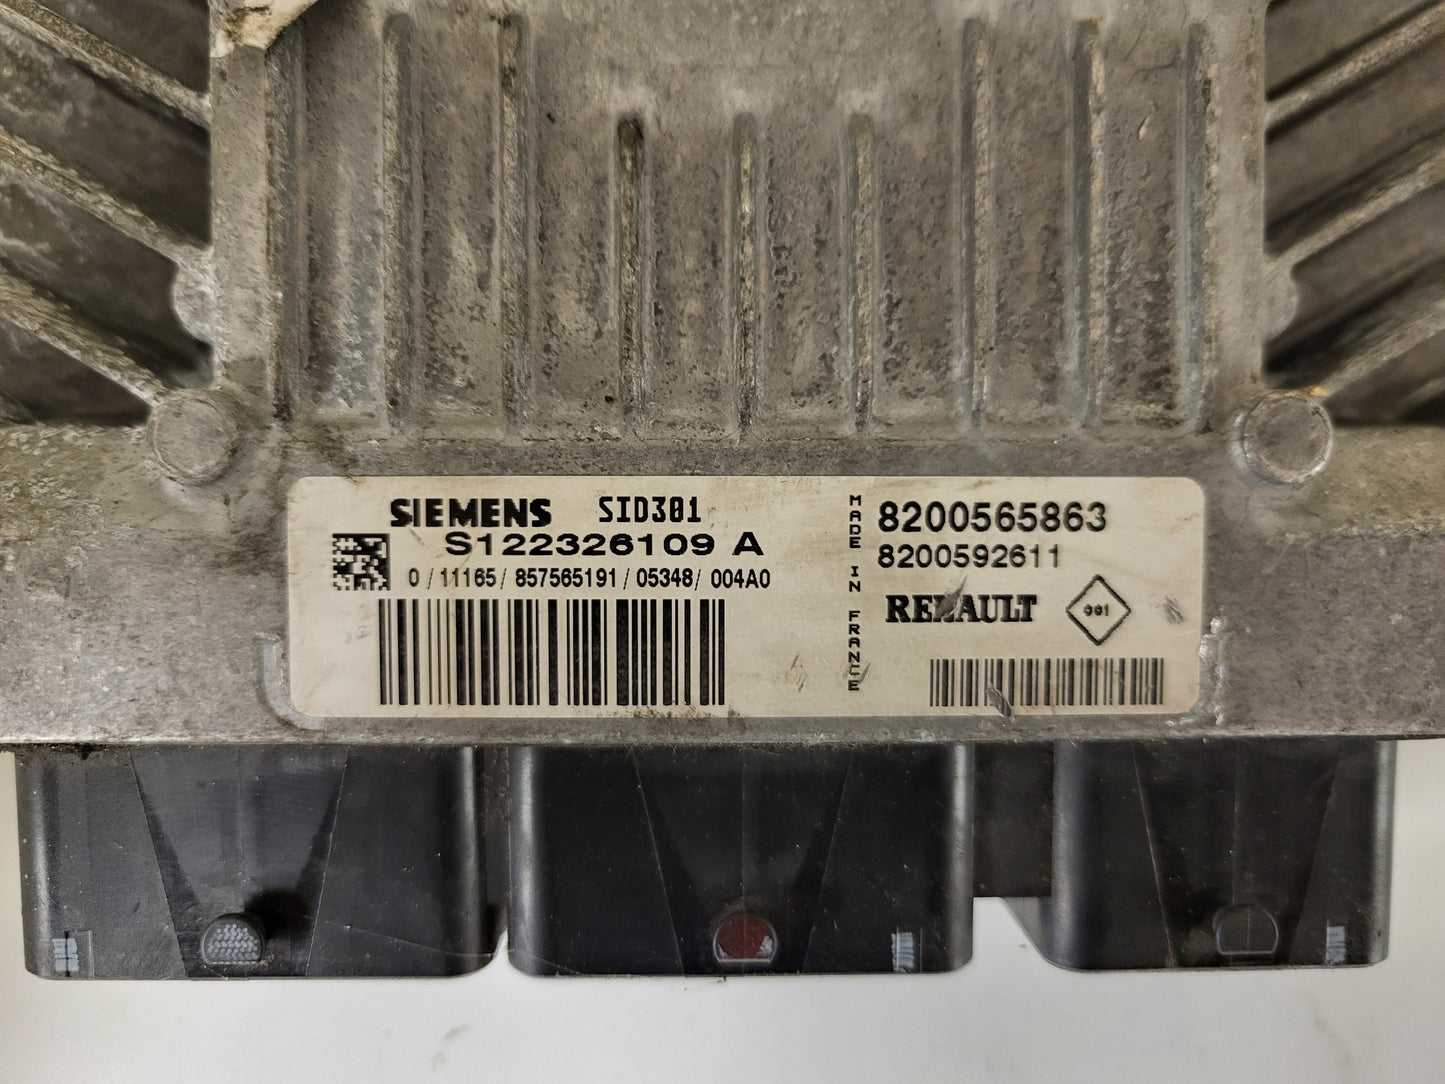 SIEMENS SID301
S122326109 A
0 / 11165 / 857565191 / 05348 / 004A0
MADE IN FRANCE
8200565863
8200592611
RENAULT 001